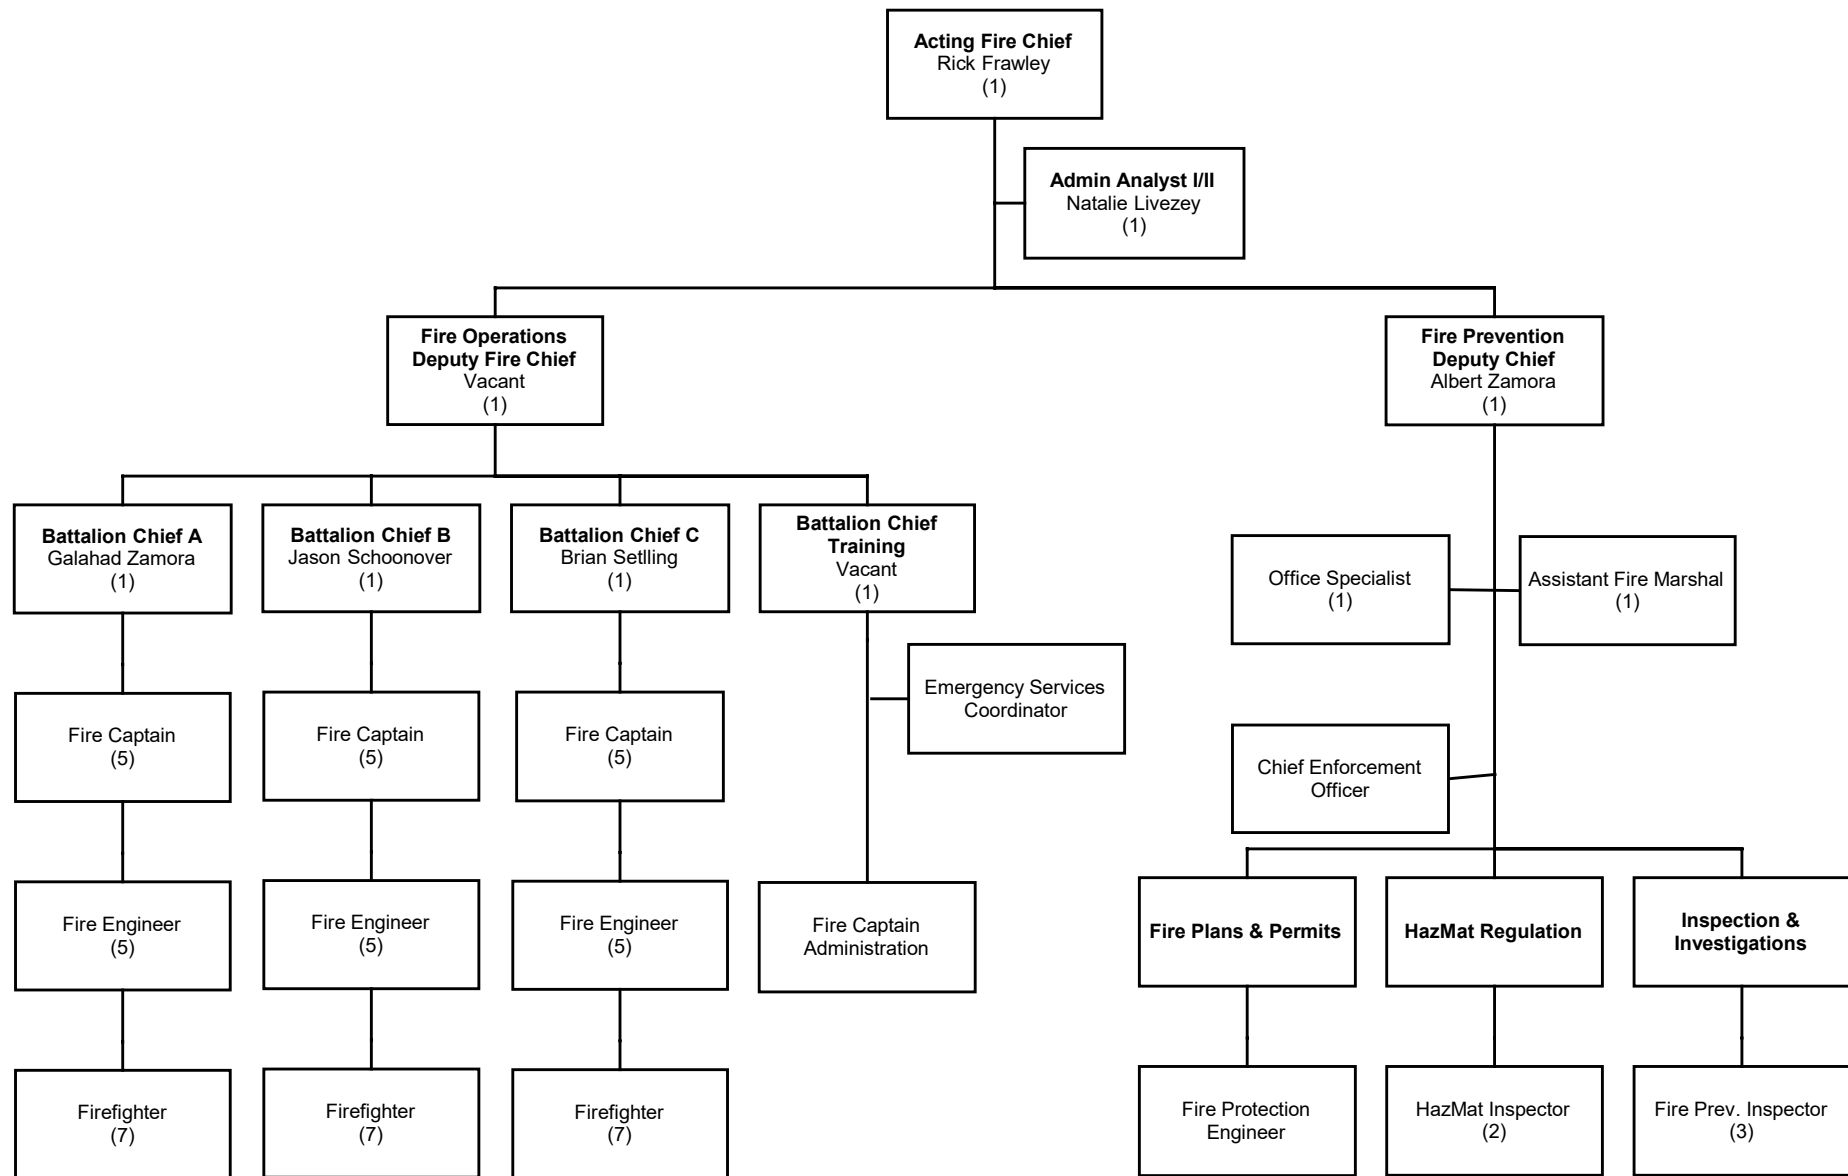 Acting Fire Chief
Rick Frawley
(1)
Admin Analyst I/II
Natalie Livezey
(1)
Fire Operations
Deputy Fire Chief
Vacant
(1)
Fire Prevention
Deputy Chief
Albert Zamora
(1)
Battalion Chief A
Galahad Zamora
(1)
Battalion Chief B
Jason Schoonover
(1)
Battalion Chief C
Brian Setlling
(1)
Battalion Chief
Training
Vacant
(1)
Office Specialist
(1)
Assistant Fire Marshal
(1)
Fire Captain
(5)
Fire Captain
(5)
Fire Captain
(5)
Emergency Services
Coordinator
Chief Enforcement
Officer
Fire Engineer
(5)
Fire Engineer
(5)
Fire Engineer
(5)
Fire Captain
Administration
Fire Plans & Permits
HazMat Regulation
Inspection &
Investigations
Firefighter
(7)
Firefighter
(7)
Firefighter
(7)
Fire Protection
Engineer
HazMat Inspector
(2)
Fire Prev. Inspector
(3)